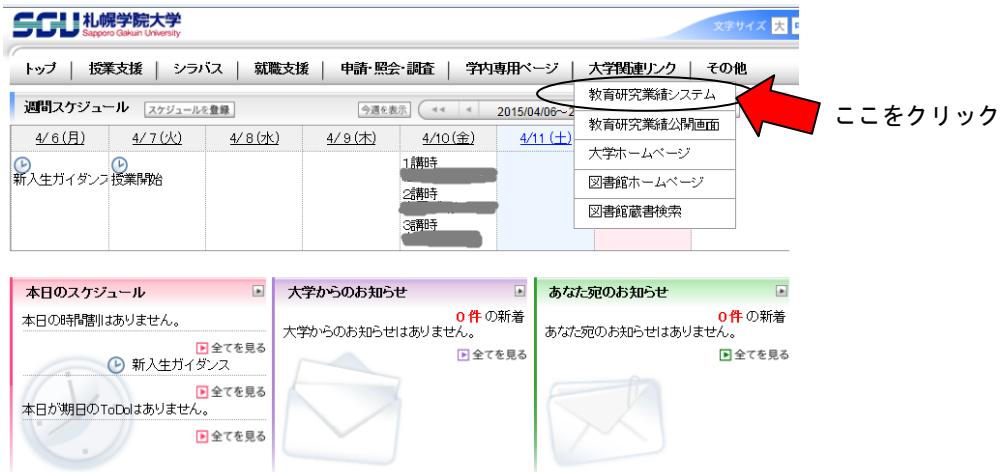 SGU 札幌学院大学
Sapporo Gakuin University
文字サイズ 大
トップ | 授業支援 | シラバス | 就職支援 | 申請・照会・調査 | 学内専用ページ | 大学関連リンク | その他
教育研究業績システム
教育研究業績公開画面
大学ホームページ
図書館ホームページ
図書館蔵書検索
ここをクリック
週間スケジュール スケジュールを登録 今週を表示 2015/04/06～2
4/6(月) 4/7(火) 4/8(水) 4/9(木) 4/10(金) 4/11(土)
新入生ガイダンス 授業開始
1講時
2講時
3講時
本日のスケジュール
本日の時間割はありません。
全てを見る
新入生ガイダンス
全てを見る
本日が期日のToDoはありません。
全てを見る
大学からのお知らせ
0件 の新着
大学からのお知らせはありません。
全てを見る
あなた宛のお知らせ
0件 の新着
あなた宛のお知らせはありません。
全てを見る